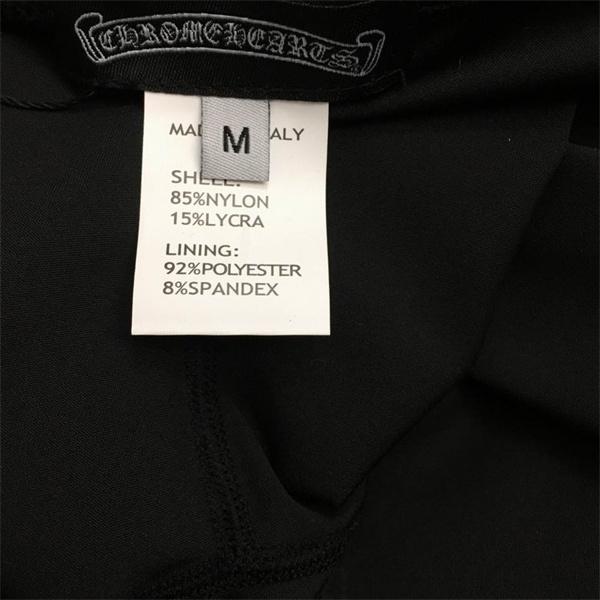 CHROMEHEARTS
M
MAD ALY
SHELL:
85%NYLON
15%LYCRA
LINING:
92%POLYESTER
8%SPANDEX